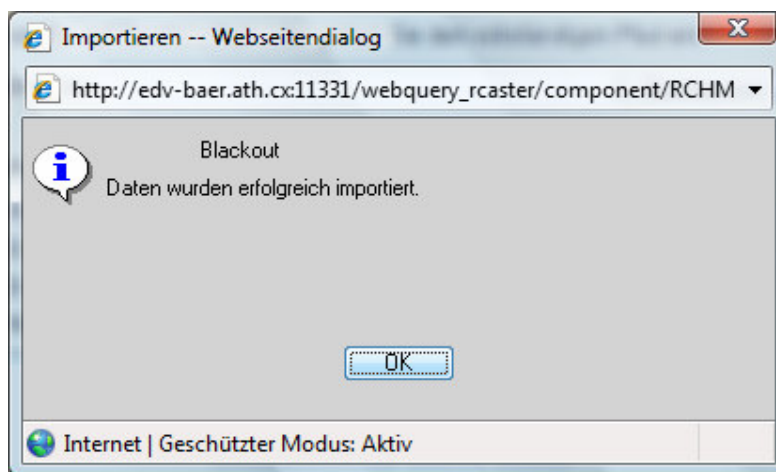 Importieren -- Webseitendialog
http://edv-baer.ath.cx:11331/webquery_rcaster/component/RCHM
Blackout
Daten wurden erfolgreich importiert.
OK
Internet | Geschützter Modus: Aktiv